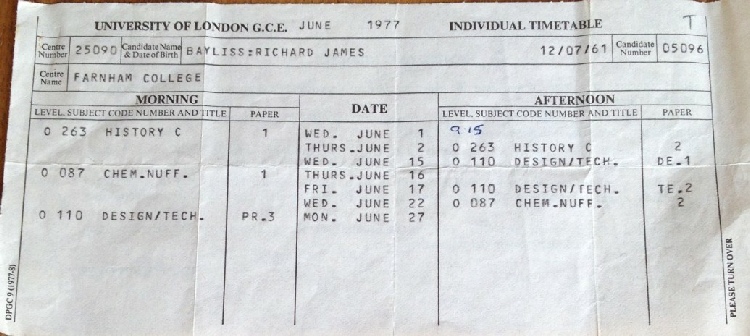 UNIVERSITY OF LONDON G.C.E. JUNE 1977 INDIVIDUAL TIMETABLE T
Centre Number 25090 Candidate Name & Date of Birth BAYLISS:RICHARD JAMES 12/07/61 Candidate Number 05096
Centre Name FARNHAM COLLEGE
MORNING DATE AFTERNOON
LEVEL, SUBJECT CODE NUMBER AND TITLE PAPER LEVEL, SUBJECT CODE NUMBER AND TITLE PAPER
O 263 HISTORY C 1 WED. JUNE 1 9.15
THURS.JUNE 2 O 263 HISTORY C 2
WED. JUNE 15 O 110 DESIGN/TECH. DE.1
O 087 CHEM.NUFF. 1 THURS.JUNE 16
FRI. JUNE 17 O 110 DESIGN/TECH. TE.2
WED. JUNE 22 O 087 CHEM.NUFF. 2
O 110 DESIGN/TECH. PR.3 MON. JUNE 27
DPGC 9 (1977-8)
PLEASE TURN OVER